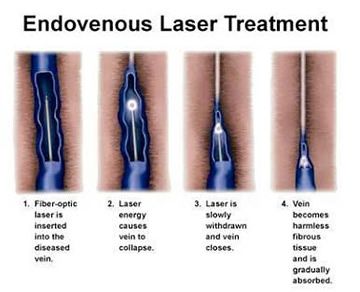 Endovenous Laser Treatment
1. Fiber-optic
laser is
inserted
into the
diseased
vein.
2. Laser
energy
causes
vein to
collapse.
3. Laser is
slowly
withdrawn
and vein
closes.
4. Vein
becomes
harmless
fibrous
tissue
and is
gradually
absorbed.